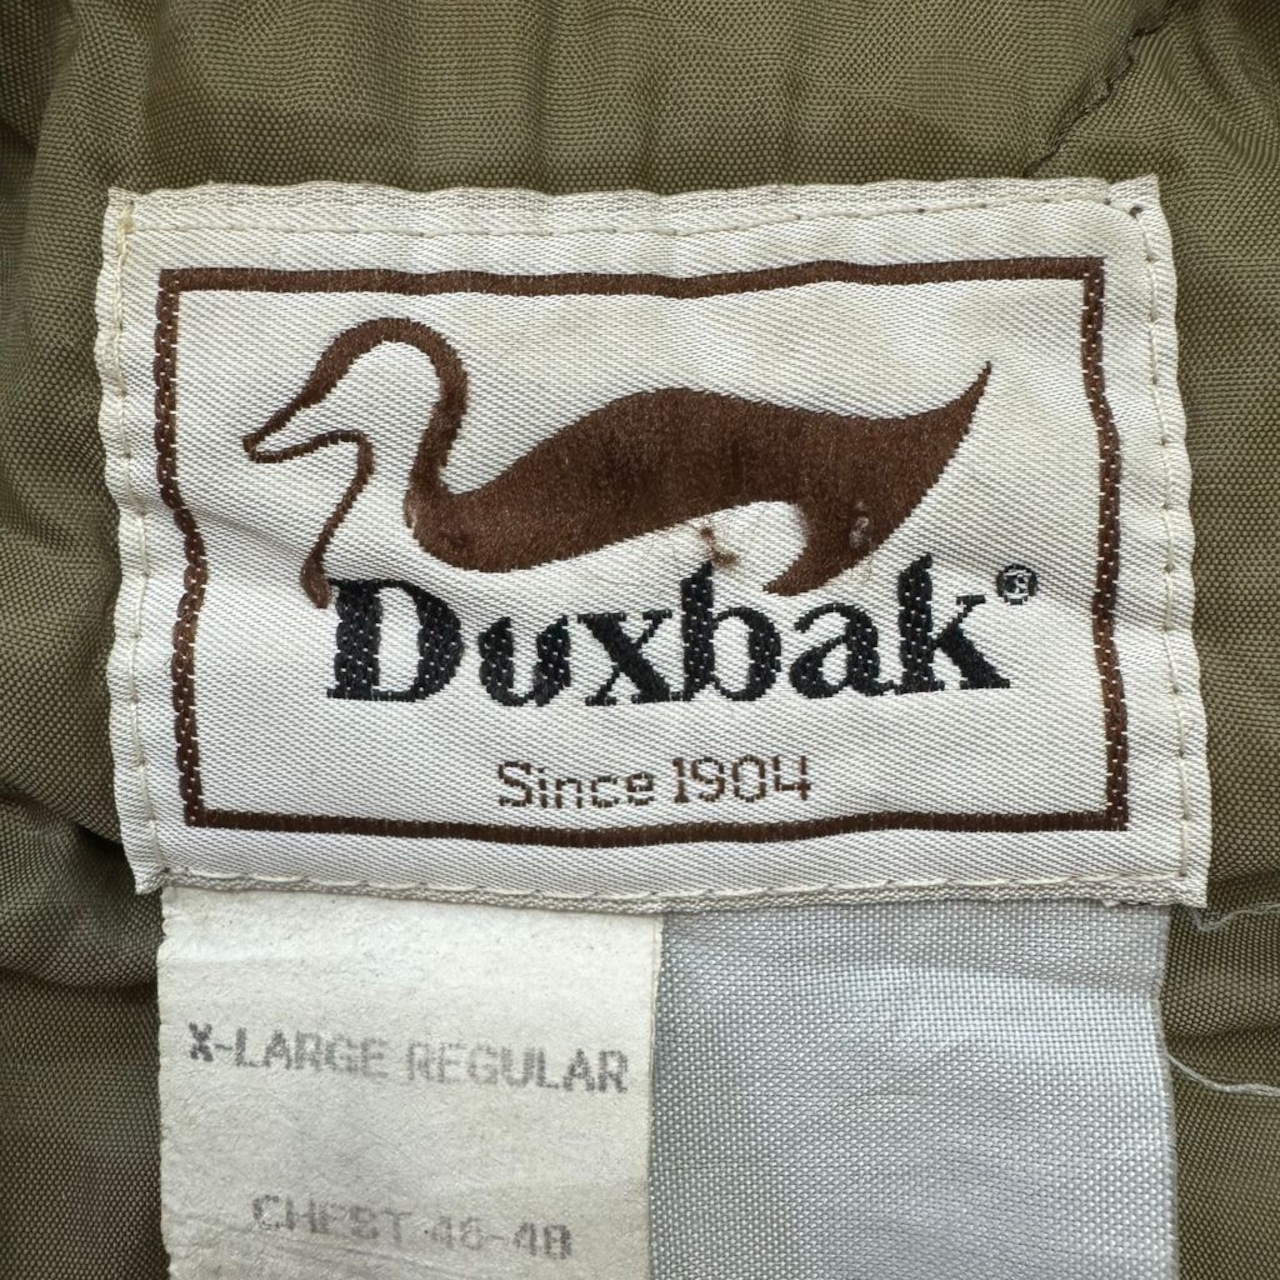 Duxbak®
Since 1904
X-LARGE REGULAR
CHEST 46-48